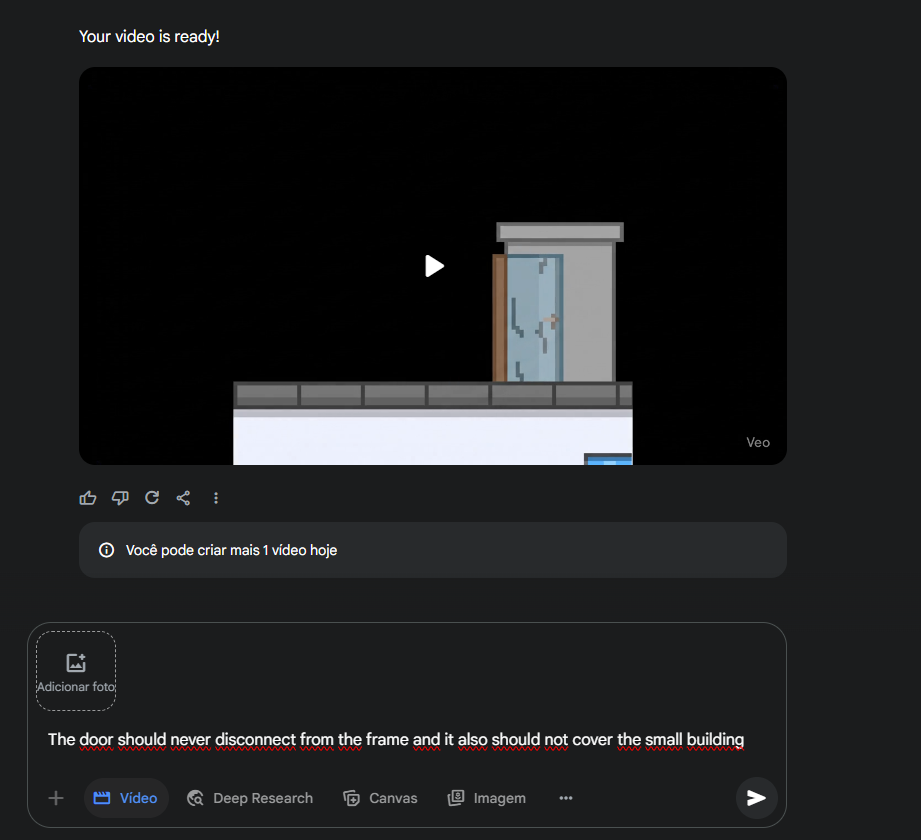 Your video is ready!
Veo
Você pode criar mais 1 vídeo hoje
Adicionar foto
The door should never disconnect from the frame and it also should not cover the small building
Vídeo
Deep Research
Canvas
Imagem